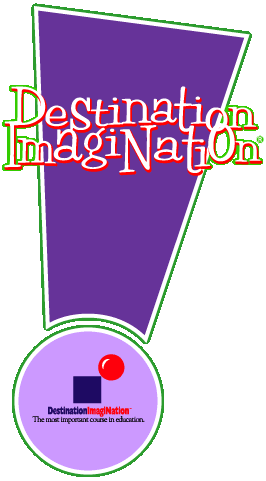 Destination
ImagiNation®
DestinationImagiNation™
The most important course in education.